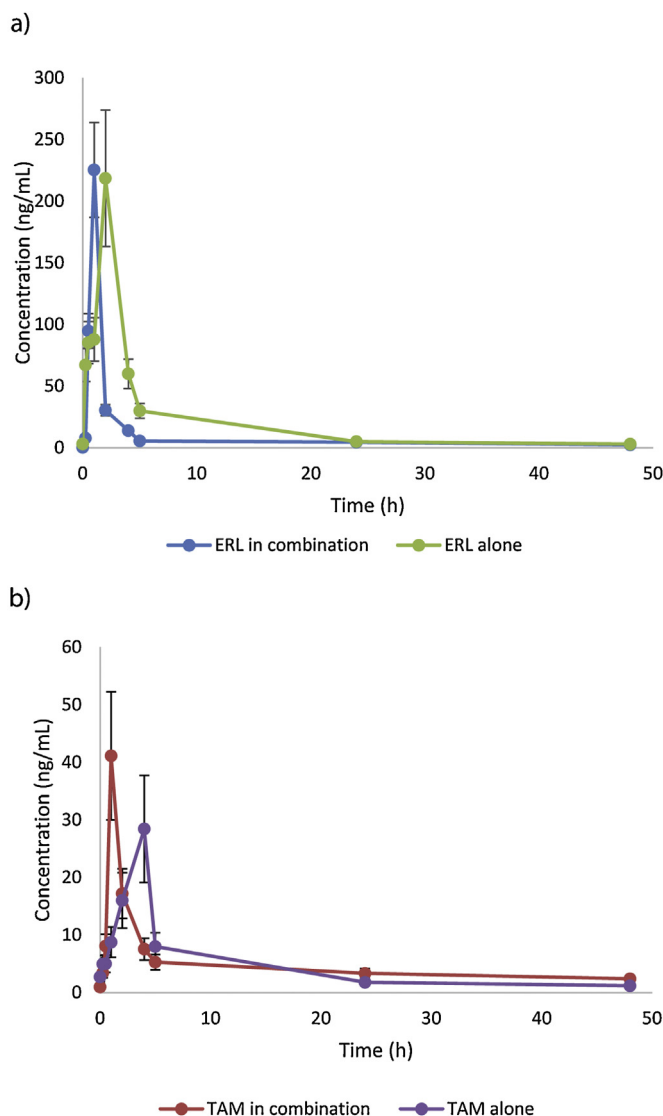 a)
300
250
200
150
100
50
0
Concentration (ng/mL)
0 10 20 30 40 50
Time (h)
ERL in combination ERL alone
b)
60
50
40
30
20
10
0
Concentration (ng/mL)
0 10 20 30 40 50
Time (h)
TAM in combination TAM alone